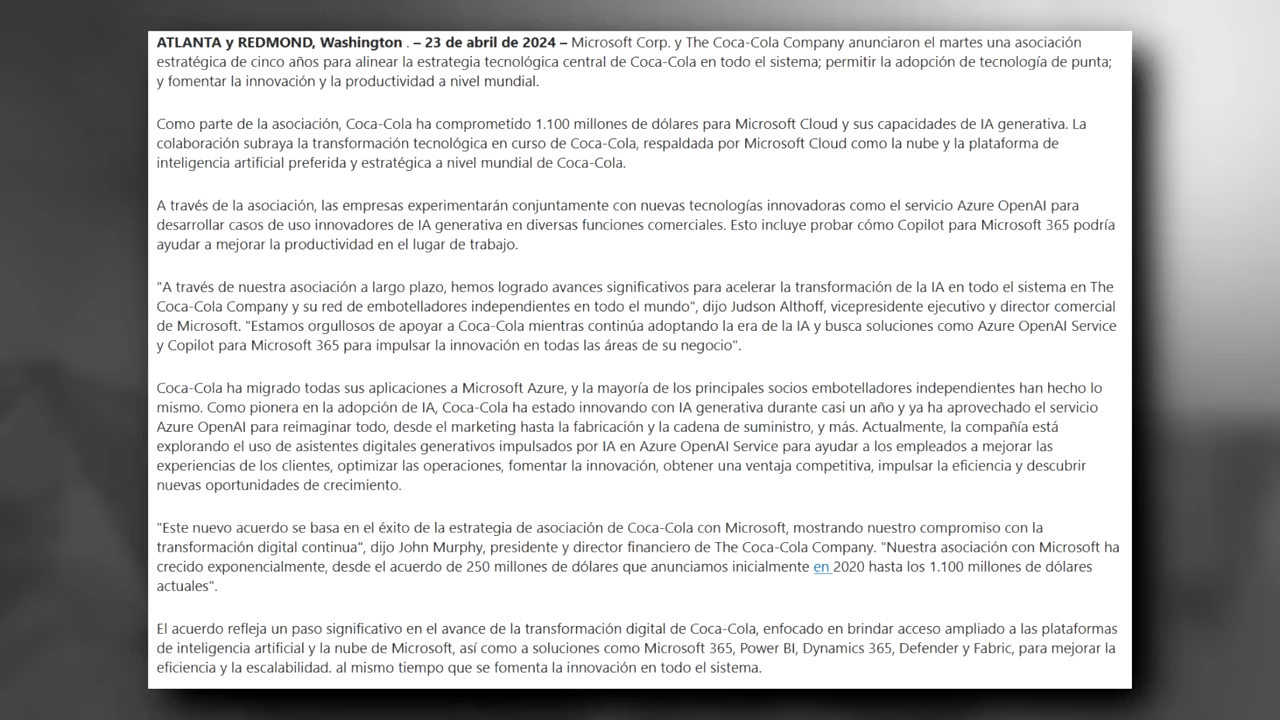 ATLANTA y REDMOND, Washington . – 23 de abril de 2024 – Microsoft Corp. y The Coca-Cola Company anunciaron el martes una asociación
estratégica de cinco años para alinear la estrategia tecnológica central de Coca-Cola en todo el sistema; permitir la adopción de tecnología de punta;
y fomentar la innovación y la productividad a nivel mundial.
Como parte de la asociación, Coca-Cola ha comprometido 1.100 millones de dólares para Microsoft Cloud y sus capacidades de IA generativa. La
colaboración subraya la transformación tecnológica en curso de Coca-Cola, respaldada por Microsoft Cloud como la nube y la plataforma de
inteligencia artificial preferida y estratégica a nivel mundial de Coca-Cola.
A través de la asociación, las empresas experimentarán conjuntamente con nuevas tecnologías innovadoras como el servicio Azure OpenAI para
desarrollar casos de uso innovadores de IA generativa en diversas funciones comerciales. Esto incluye probar cómo Copilot para Microsoft 365 podría
ayudar a mejorar la productividad en el lugar de trabajo.
"A través de nuestra asociación a largo plazo, hemos logrado avances significativos para acelerar la transformación de la IA en todo el sistema en The
Coca-Cola Company y su red de embotelladores independientes en todo el mundo", dijo Judson Althoff, vicepresidente ejecutivo y director comercial
de Microsoft. "Estamos orgullosos de apoyar a Coca-Cola mientras continúa adoptando la era de la IA y busca soluciones como Azure OpenAI Service
y Copilot para Microsoft 365 para impulsar la innovación en todas las áreas de su negocio".
Coca-Cola ha migrado todas sus aplicaciones a Microsoft Azure, y la mayoría de los principales socios embotelladores independientes han hecho lo
mismo. Como pionera en la adopción de IA, Coca-Cola ha estado innovando con IA generativa durante casi un año y ya ha aprovechado el servicio
Azure OpenAI para reimaginar todo, desde el marketing hasta la fabricación y la cadena de suministro, y más. Actualmente, la compañía está
explorando el uso de asistentes digitales generativos impulsados por IA en Azure OpenAI Service para ayudar a los empleados a mejorar las
experiencias de los clientes, optimizar las operaciones, fomentar la innovación, obtener una ventaja competitiva, impulsar la eficiencia y descubrir
nuevas oportunidades de crecimiento.
"Este nuevo acuerdo se basa en el éxito de la estrategia de asociación de Coca-Cola con Microsoft, mostrando nuestro compromiso con la
transformación digital continua", dijo John Murphy, presidente y director financiero de The Coca-Cola Company. "Nuestra asociación con Microsoft ha
crecido exponencialmente, desde el acuerdo de 250 millones de dólares que anunciamos inicialmente en 2020 hasta los 1.100 millones de dólares
actuales".
El acuerdo refleja un paso significativo en el avance de la transformación digital de Coca-Cola, enfocado en brindar acceso ampliado a las plataformas
de inteligencia artificial y la nube de Microsoft, así como a soluciones como Microsoft 365, Power BI, Dynamics 365, Defender y Fabric, para mejorar la
eficiencia y la escalabilidad. al mismo tiempo que se fomenta la innovación en todo el sistema.